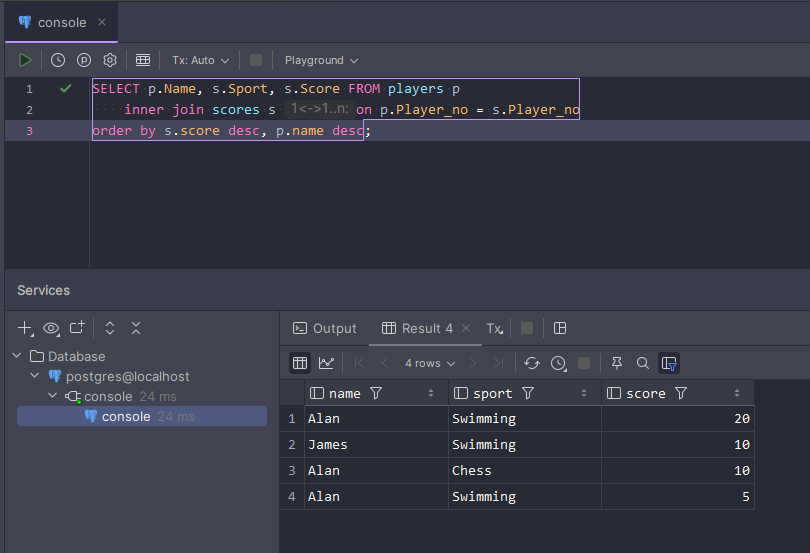 console
Tx: Auto
Playground
1 SELECT p.Name, s.Sport, s.Score FROM players p
2 inner join scores s 1<->1..n: on p.Player_no = s.Player_no
3 order by s.score desc, p.name desc;
Services
Output Result 4 Tx
Database
4 rows
postgres@localhost
console 24 ms
console 24 ms
name sport score
1 Alan Swimming 20
2 James Swimming 10
3 Alan Chess 10
4 Alan Swimming 5